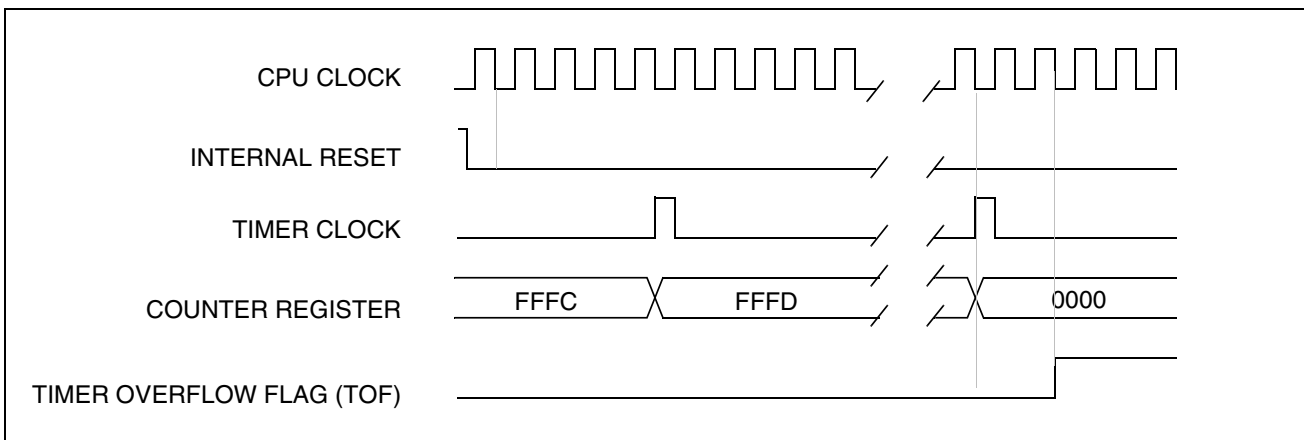 CPU CLOCK
INTERNAL RESET
TIMER CLOCK
COUNTER REGISTER
FFFC
FFFD
0000
TIMER OVERFLOW FLAG (TOF)